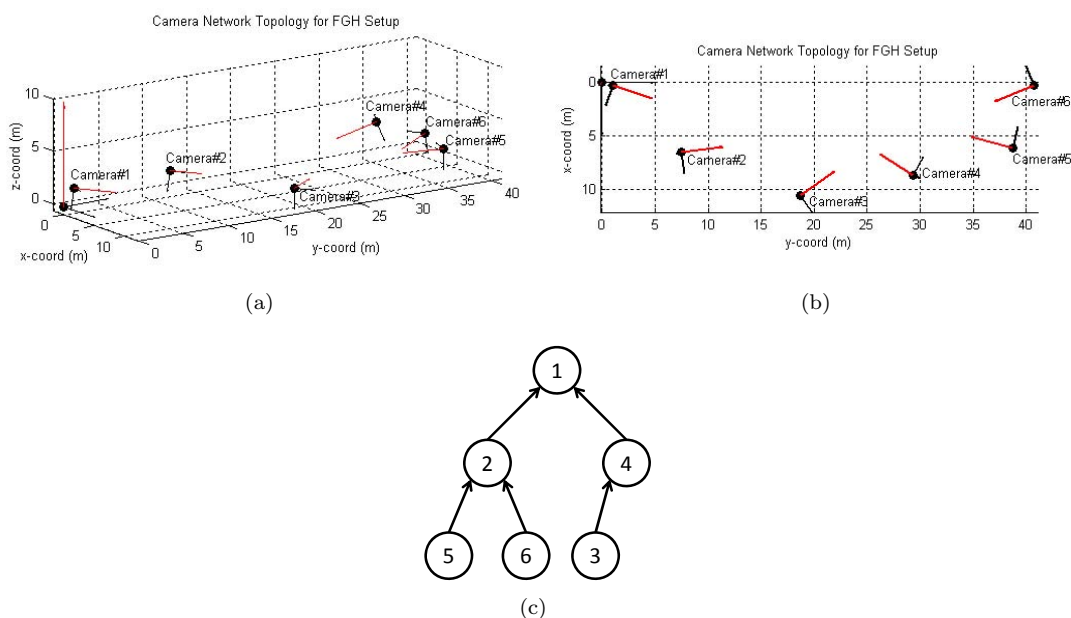 Camera Network Topology for FGH Setup
10
5
0
z-coord (m)
Camera#1
Camera#2
Camera#3
Camera#4
Camera#6
Camera#5
0
5
10
x-coord (m)
0
5
10
15
20
25
30
35
40
40
y-coord (m)
(a)
Camera Network Topology for FGH Setup
0
5
10
x-coord (m)
Camera#1
Camera#2
Camera#3
Camera#4
Camera#5
Camera#6
0
5
10
15
20
25
30
35
40
y-coord (m)
(b)
1
2
4
5
6
3
(c)